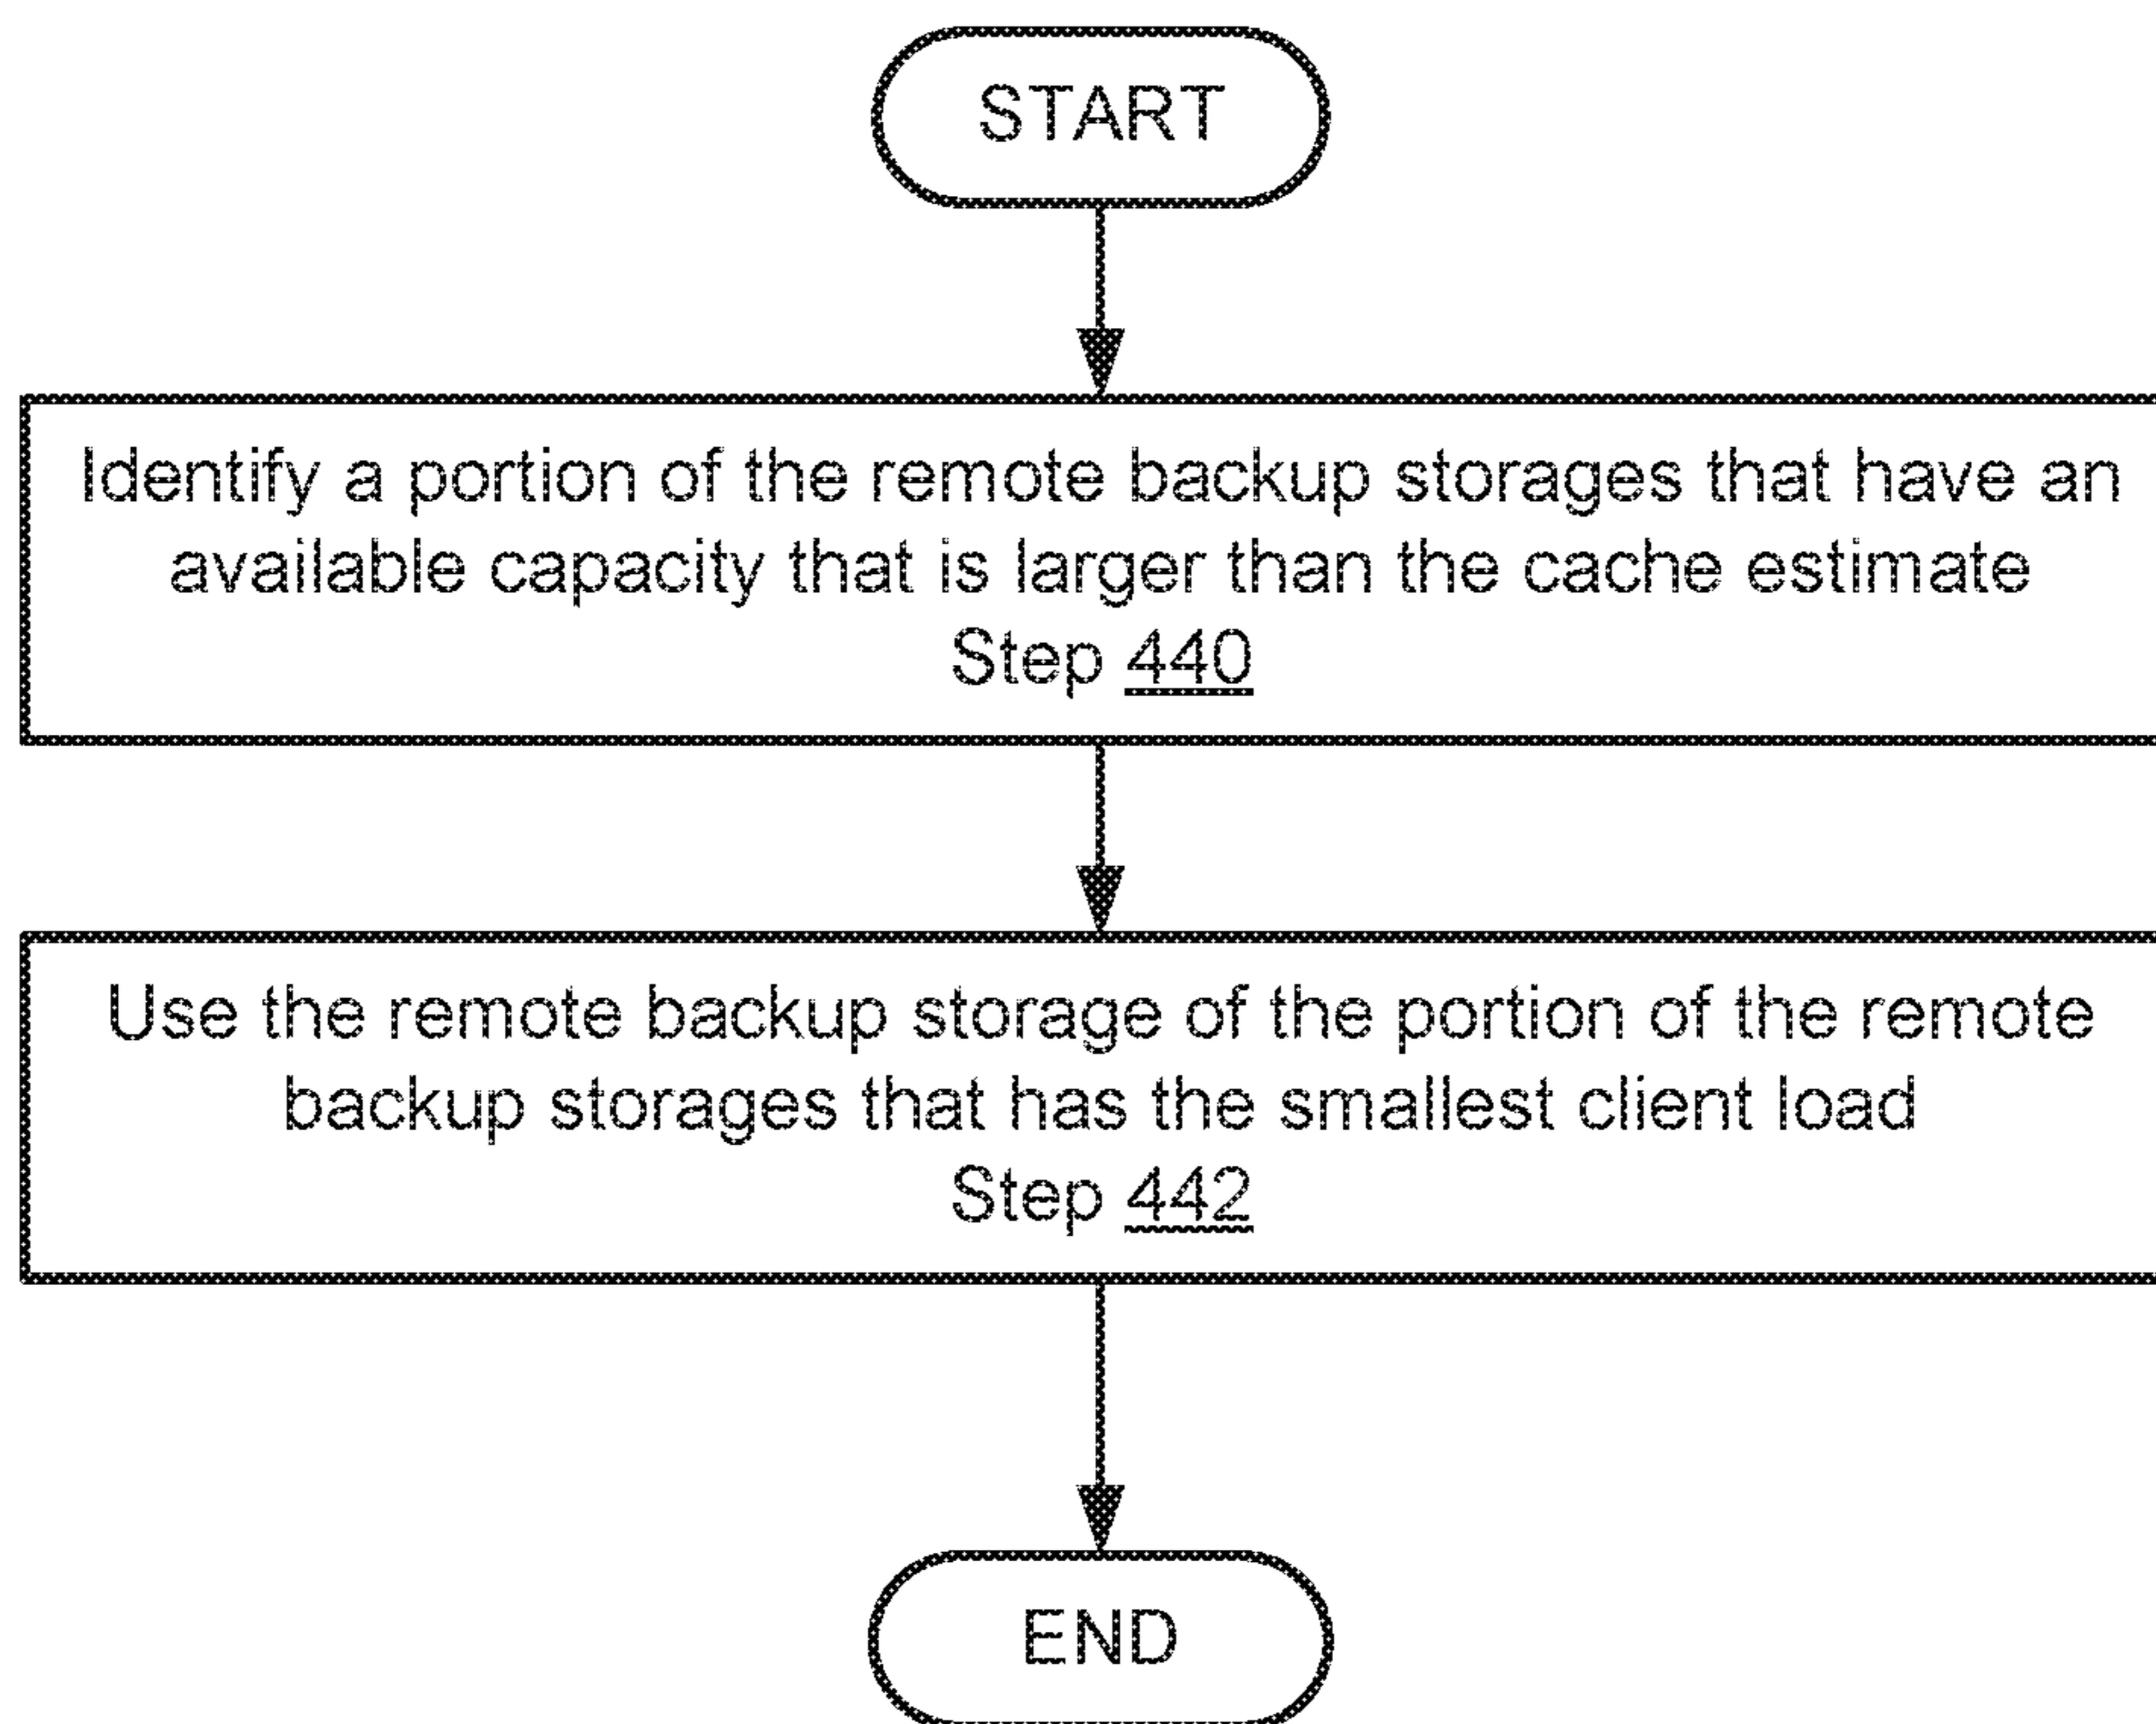 START
Identify a portion of the remote backup storages that have an
available capacity that is larger than the cache estimate
Step 440
Use the remote backup storage of the portion of the remote
backup storages that has the smallest client load
Step 442
END